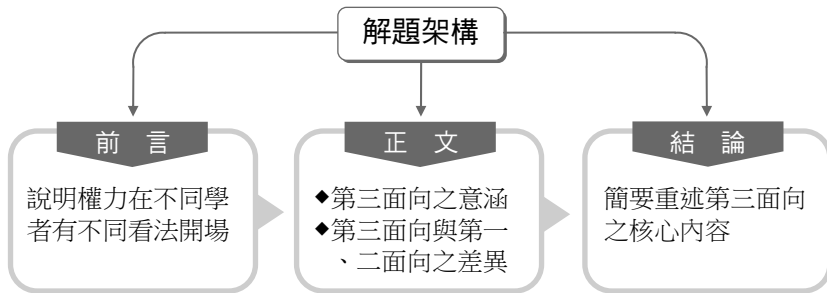 解題架構
前言
說明權力在不同學
者有不同看法開場
正文
◆第三面向之意涵
◆第三面向與第一
、二面向之差異
結論
簡要重述第三面向
之核心內容